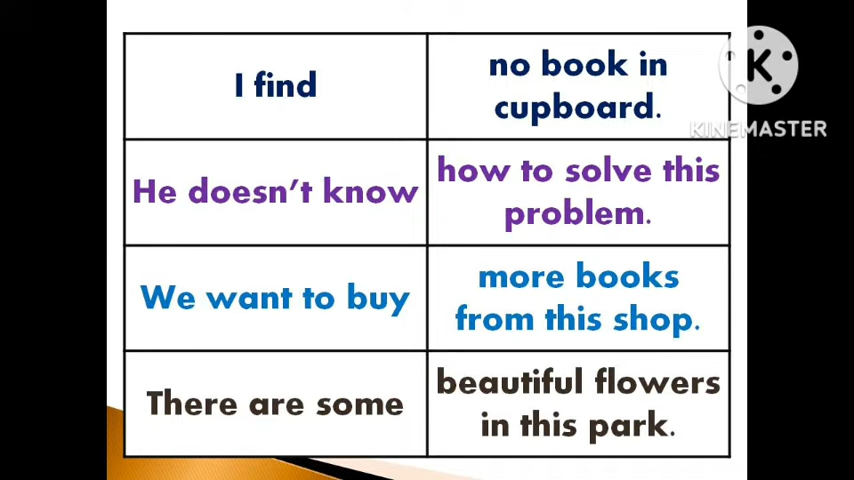 I find
no book in
cupboard.
K
KINEMASTER
He doesn't know
how to solve this
problem.
We want to buy
more books
from this shop.
There are some
beautiful flowers
in this park.